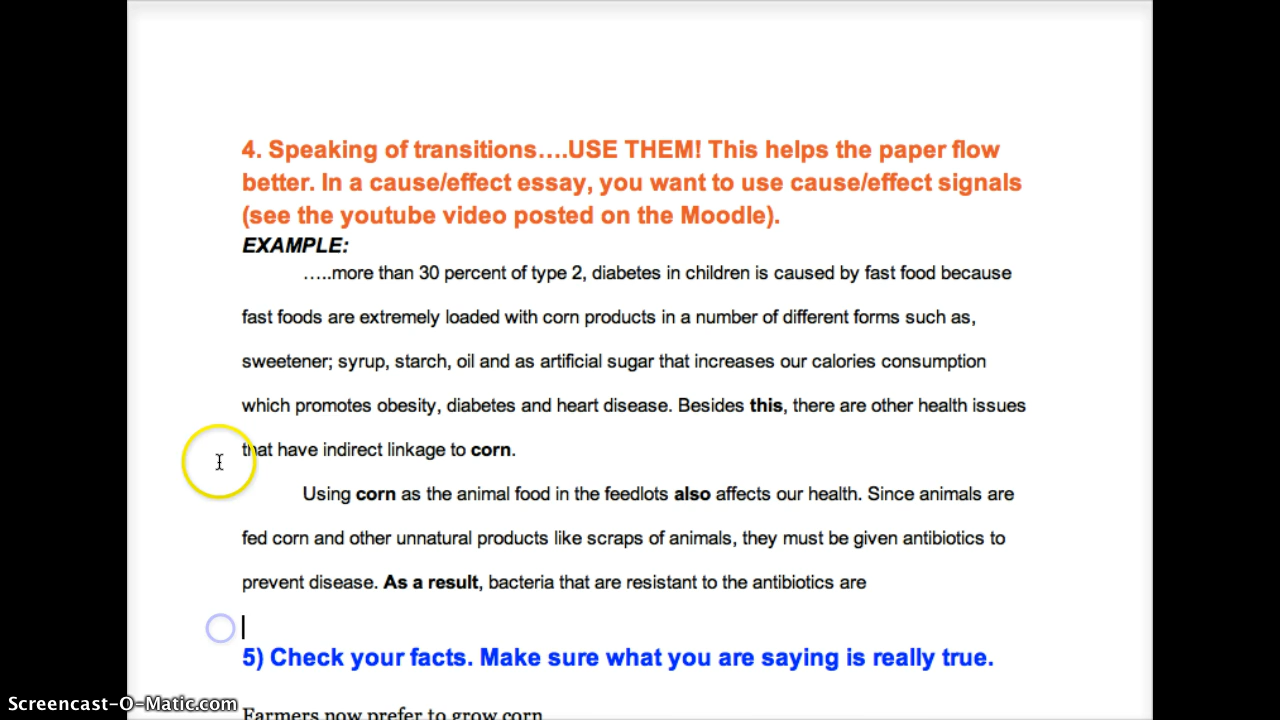 4. Speaking of transitions….USE THEM! This helps the paper flow
better. In a cause/effect essay, you want to use cause/effect signals
(see the youtube video posted on the Moodle).
EXAMPLE:
…..more than 30 percent of type 2, diabetes in children is caused by fast food because
fast foods are extremely loaded with corn products in a number of different forms such as,
sweetener; syrup, starch, oil and as artificial sugar that increases our calories consumption
which promotes obesity, diabetes and heart disease. Besides this, there are other health issues
that have indirect linkage to corn.
Using corn as the animal food in the feedlots also affects our health. Since animals are
fed corn and other unnatural products like scraps of animals, they must be given antibiotics to
prevent disease. As a result, bacteria that are resistant to the antibiotics are
5) Check your facts. Make sure what you are saying is really true.
Farmers now prefer to grow corn
Screencast-O-Matic.com